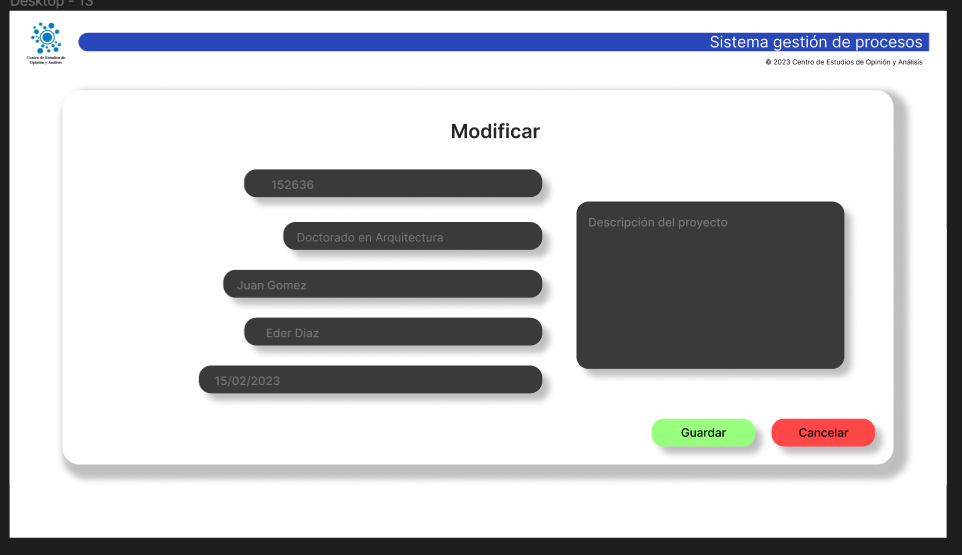 Desktop - 13
Centro de Estudios de
Opinión y Análisis
Sistema gestión de procesos
© 2023 Centro de Estudios de Opinión y Análisis
Modificar
152636
Doctorado en Arquitectura
Juan Gomez
Eder Diaz
15/02/2023
Descripción del proyecto
Guardar
Cancelar